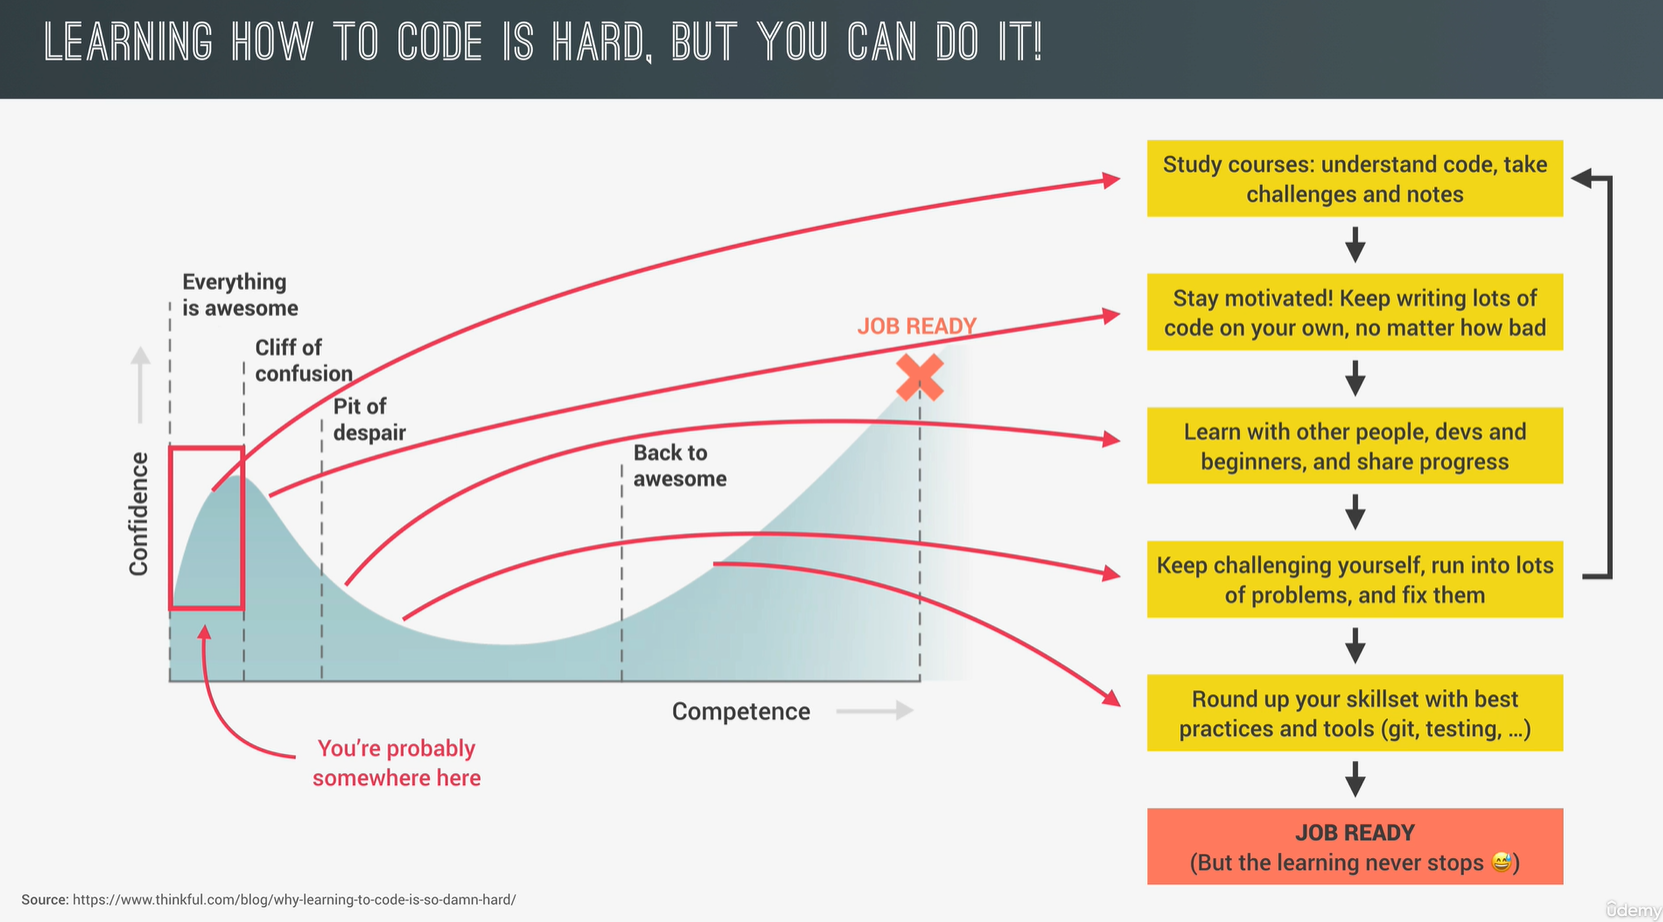 LEARNING HOW TO CODE IS HARD, BUT YOU CAN DO IT!
Everything
is awesome
Cliff of
confusion
Pit of
despair
Back to
awesome
JOB READY
Confidence
Competence
You’re probably
somewhere here
Study courses: understand code, take
challenges and notes
Stay motivated! Keep writing lots of
code on your own, no matter how bad
Learn with other people, devs and
beginners, and share progress
Keep challenging yourself, run into lots
of problems, and fix them
Round up your skillset with best
practices and tools (git, testing, …)
JOB READY
(But the learning never stops 😅)
Source: https://www.thinkful.com/blog/why-learning-to-code-is-so-damn-hard/
ûdemy